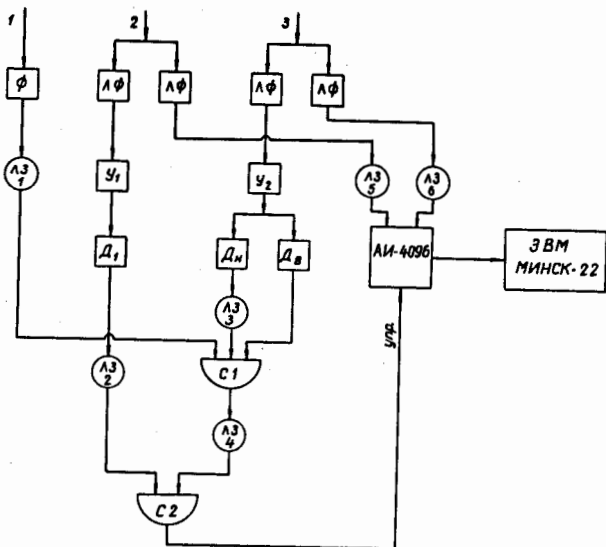 1 2 3
Ф ЛФ ЛФ ЛФ ЛФ
ЛЗ
1
У₁ У₂
ЛЗ
5
ЛЗ
6
Д₁ Дн Дв
АИ-4096
ЭВМ
МИНСК-22
ЛЗ
3
упр.
ЛЗ
2
С1
ЛЗ
4
С2